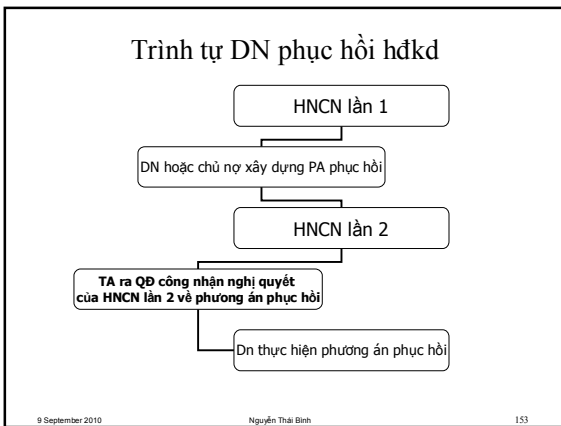 Trình tự DN phục hồi hđkd
HNCN lần 1
DN hoặc chủ nợ xây dựng PA phục hồi
HNCN lần 2
TA ra QĐ công nhận nghị quyết
của HNCN lần 2 về phương án phục hồi
Dn thực hiện phương án phục hồi
9 September 2010
Nguyễn Thái Bình
153